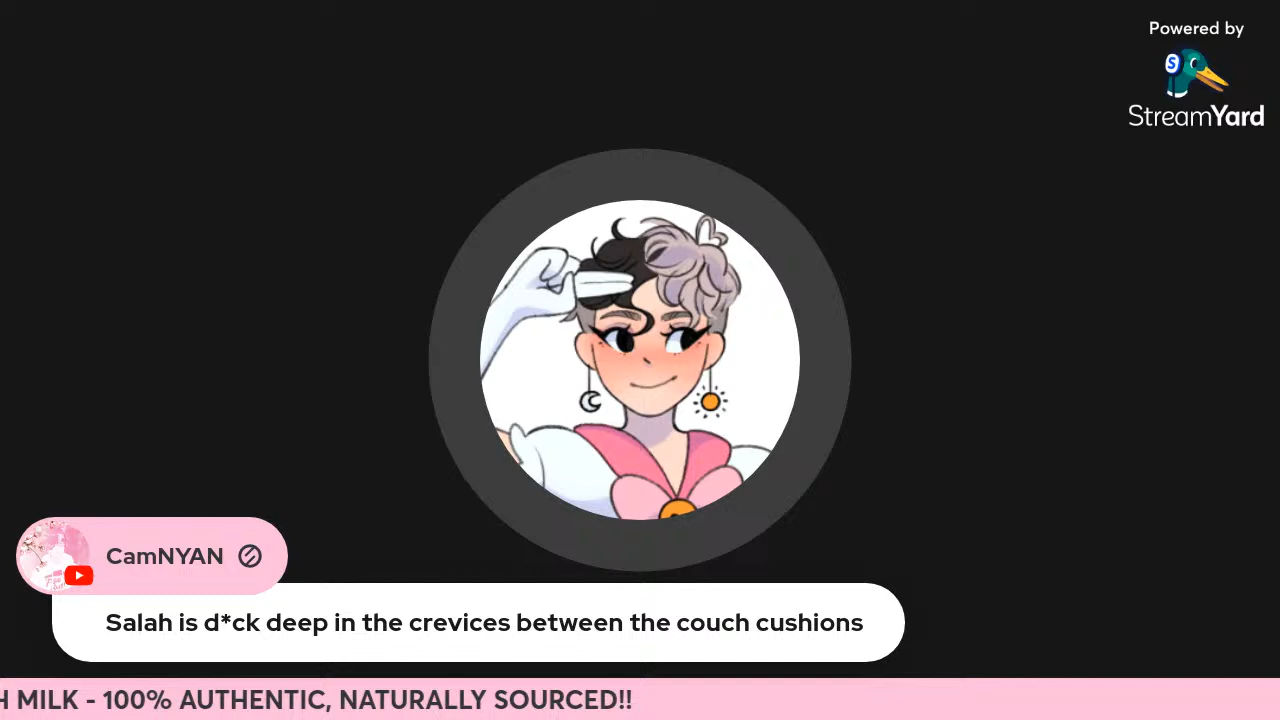 Powered by
S
StreamYard
CamNYAN
Salah is d*ck deep in the crevices between the couch cushions
H MILK - 100% AUTHENTIC, NATURALLY SOURCED!!